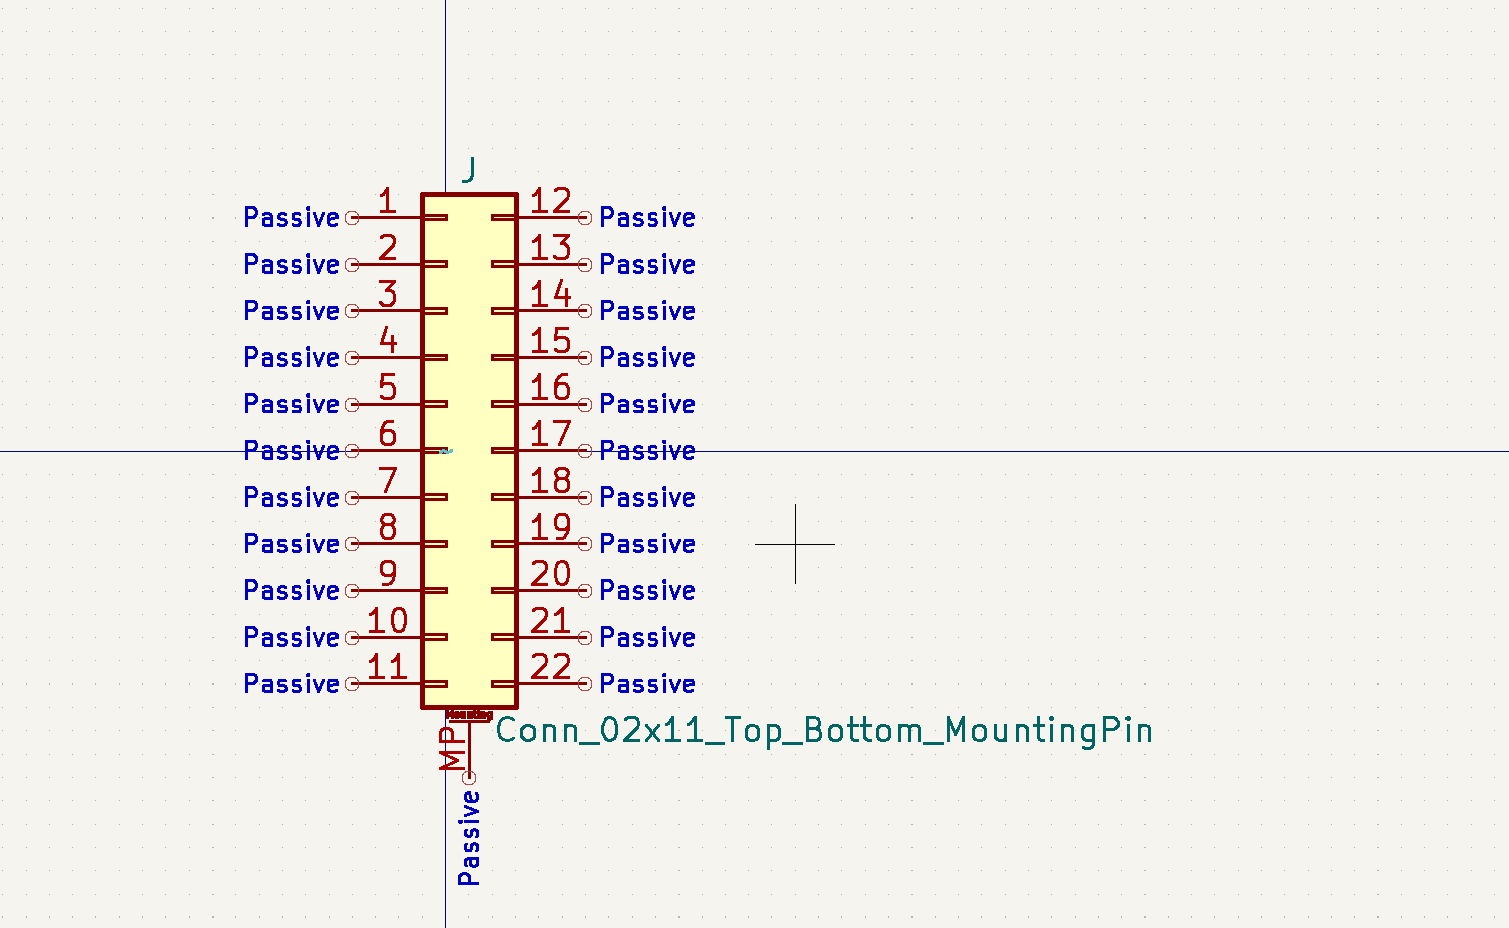 J
Passive 1 12 Passive
Passive 2 13 Passive
Passive 3 14 Passive
Passive 4 15 Passive
Passive 5 16 Passive
Passive 6 17 Passive
Passive 7 18 Passive
Passive 8 19 Passive
Passive 9 20 Passive
Passive 10 21 Passive
Passive 11 22 Passive
Mounting
MP
Conn_02x11_Top_Bottom_MountingPin
Passive